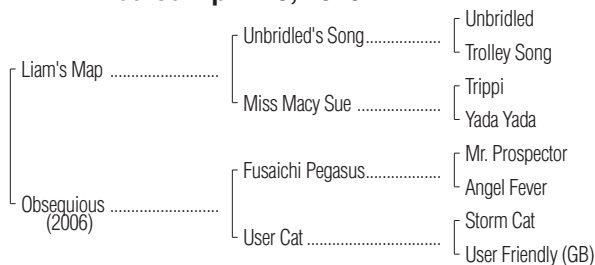 Unbridled
Unbridled's Song
Trolley Song
Liam's Map
Trippi
Miss Macy Sue
Yada Yada
Mr. Prospector
Fusaichi Pegasus
Angel Fever
Obsequious
(2006)
Storm Cat
User Cat
User Friendly (GB)